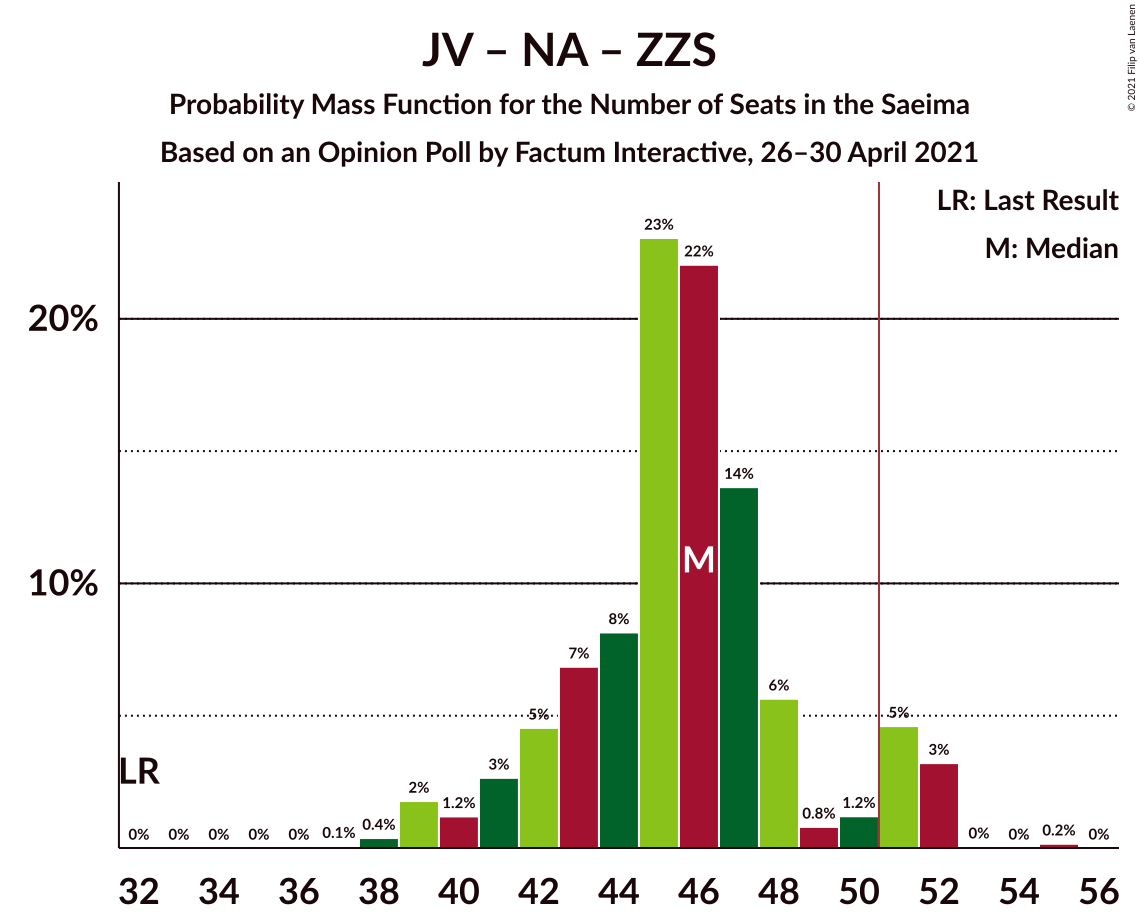 JV – NA – ZZS
Probability Mass Function for the Number of Seats in the Saeima
Based on an Opinion Poll by Factum Interactive, 26–30 April 2021
© 2021 Filip van Laenen
LR: Last Result
M: Median
20%
10%
LR
M
0% 0% 0% 0% 0% 0.1% 0.4% 2% 1.2% 3% 5% 7% 8% 23% 22% 14% 6% 0.8% 1.2% 5% 3% 0% 0% 0.2% 0%
32 34 36 38 40 42 44 46 48 50 52 54 56